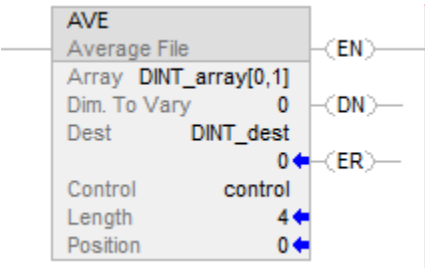 AVE
Average File
(EN)
Array DINT_array[0,1]
Dim. To Vary 0
(DN)
Dest DINT_dest
0
(ER)
Control control
Length 4
Position 0